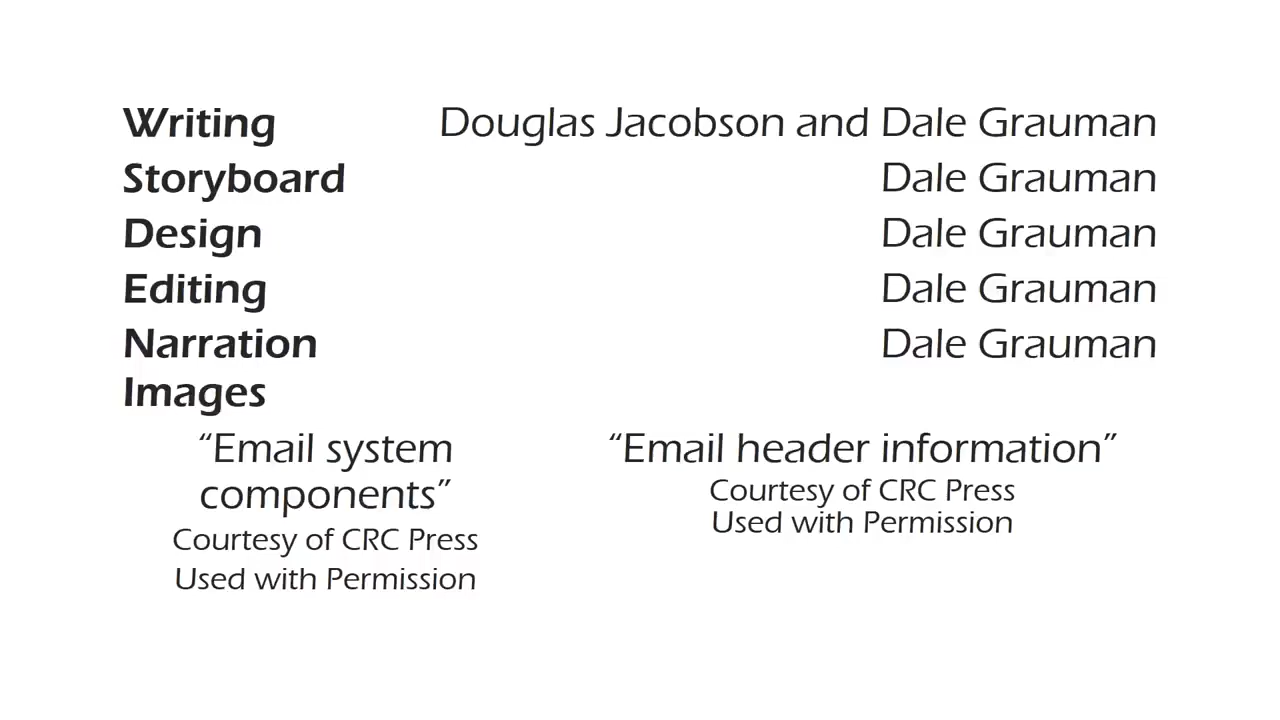 Writing Douglas Jacobson and Dale Grauman
Storyboard Dale Grauman
Design Dale Grauman
Editing Dale Grauman
Narration Dale Grauman
Images
“Email system
components”
Courtesy of CRC Press
Used with Permission
“Email header information”
Courtesy of CRC Press
Used with Permission